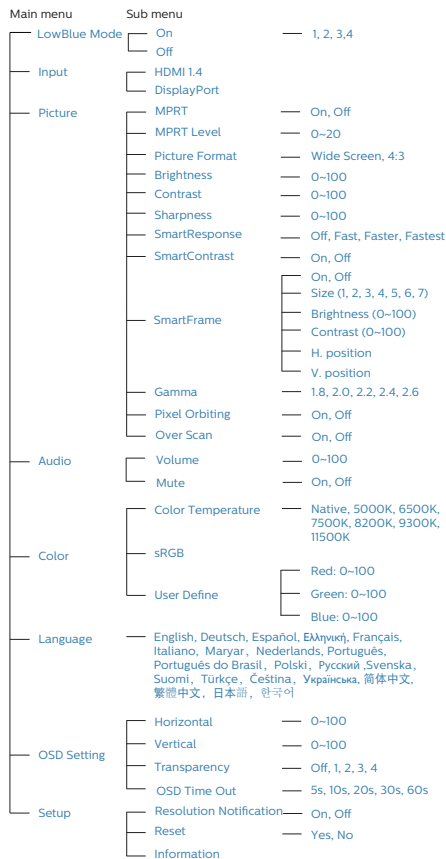 Main menu Sub menu
LowBlue Mode On 1, 2, 3,4
Off
Input HDMI 1.4
DisplayPort
Picture MPRT On, Off
MPRT Level 0~20
Picture Format Wide Screen, 4:3
Brightness 0~100
Contrast 0~100
Sharpness 0~100
SmartResponse Off, Fast, Faster, Fastest
SmartContrast On, Off
SmartFrame On, Off
Size (1, 2, 3, 4, 5, 6, 7)
Brightness (0~100)
Contrast (0~100)
H. position
V. position
Gamma 1.8, 2.0, 2.2, 2.4, 2.6
Pixel Orbiting On, Off
Over Scan On, Off
Audio Volume 0~100
Mute On, Off
Color Color Temperature Native, 5000K, 6500K,
7500K, 8200K, 9300K,
11500K
sRGB
User Define Red: 0~100
Green: 0~100
Blue: 0~100
Language English, Deutsch, Español, Ελληνική, Français,
Italiano, Maryar, Nederlands, Português,
Português do Brasil, Polski, Русский ,Svenska,
Suomi, Türkçe, Čeština, Українська, 简体中文,
繁體中文, 日本語, 한국어
OSD Setting Horizontal 0~100
Vertical 0~100
Transparency Off, 1, 2, 3, 4
OSD Time Out 5s, 10s, 20s, 30s, 60s
Setup Resolution Notification On, Off
Reset Yes, No
Information